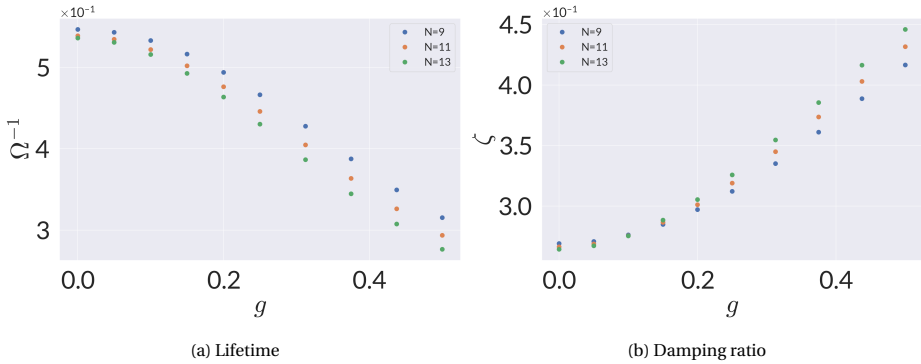 ×10⁻¹
N=9
N=11
N=13
5
4
3
Ω⁻¹
0.0 0.2 0.4
g
(a) Lifetime
×10⁻¹
N=9
N=11
N=13
4.5
4.0
3.5
3.0
ζ
0.0 0.2 0.4
g
(b) Damping ratio